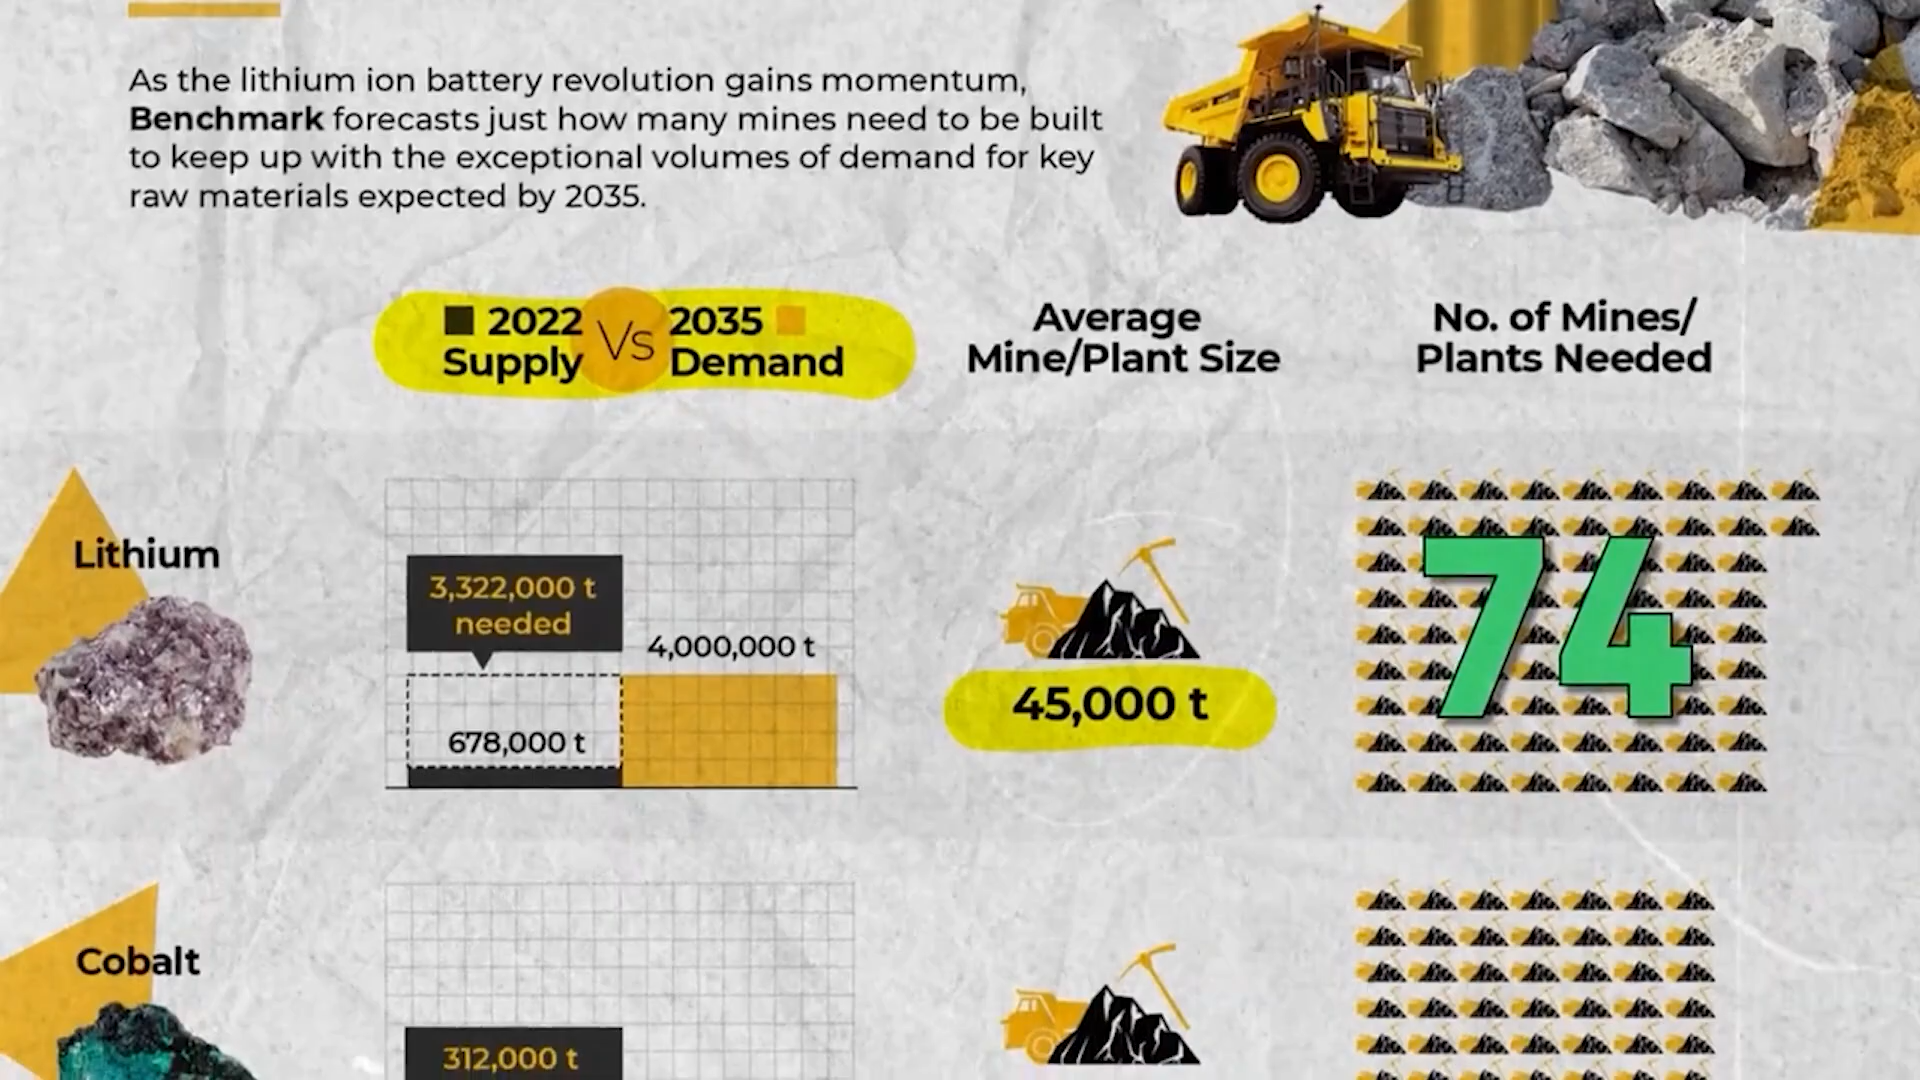 As the lithium ion battery revolution gains momentum,
Benchmark forecasts just how many mines need to be built
to keep up with the exceptional volumes of demand for key
raw materials expected by 2035.
2022 Vs 2035
Supply Demand
Average
Mine/Plant Size
No. of Mines/
Plants Needed
Lithium
3,322,000 t
needed
4,000,000 t
678,000 t
45,000 t
74
Cobalt
312,000 t